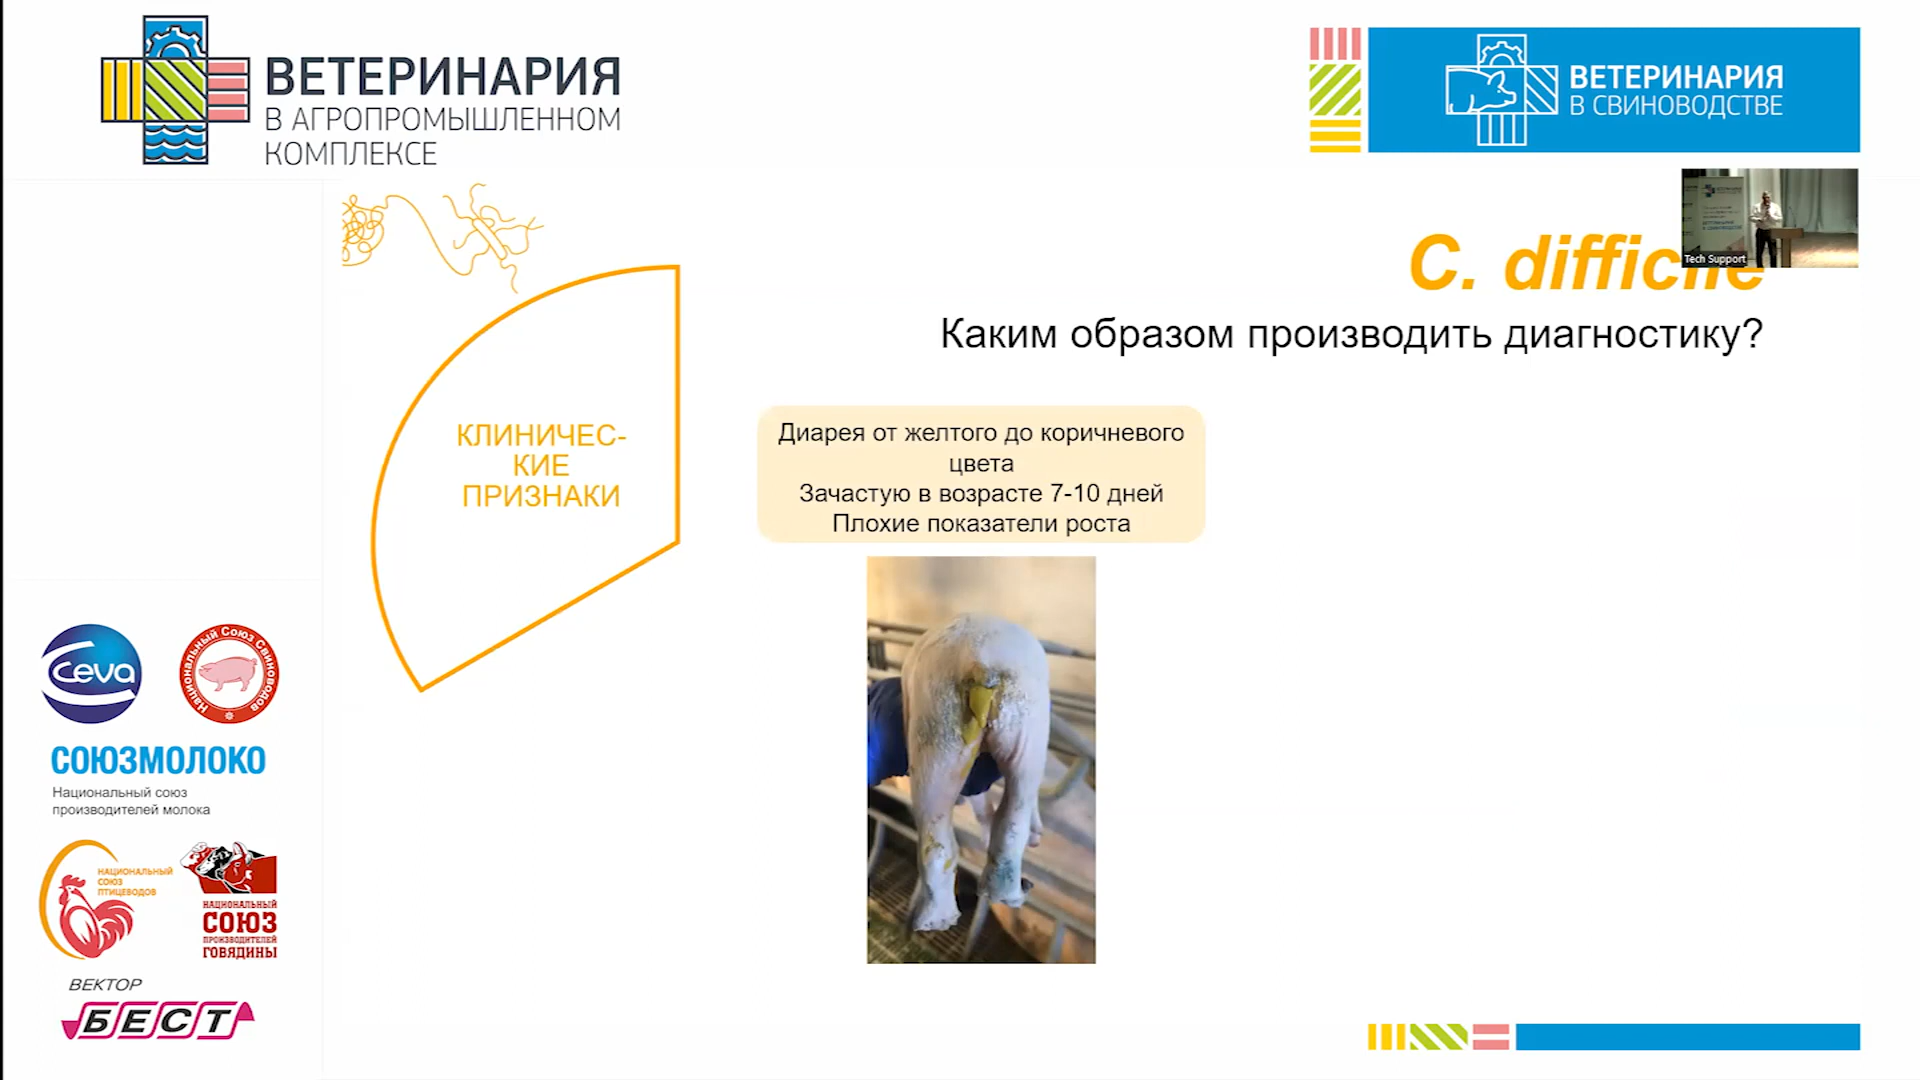 ВЕТЕРИНАРИЯ
В АГРОПРОМЫШЛЕННОМ
КОМПЛЕКСЕ
ВЕТЕРИНАРИЯ
В СВИНОВОДСТВЕ
Tech Support
C. difficile
Каким образом производить диагностику?
КЛИНИЧЕС-
КИЕ
ПРИЗНАКИ
Диарея от желтого до коричневого
цвета
Зачастую в возрасте 7-10 дней
Плохие показатели роста
Ceva
Национальный Союз Свиноводов
СОЮЗМОЛОКО
Национальный союз
производителей молока
НАЦИОНАЛЬНЫЙ
СОЮЗ
ПТИЦЕВОДОВ
НАЦИОНАЛЬНЫЙ
СОЮЗ
ПРОИЗВОДИТЕЛЕЙ
ГОВЯДИНЫ
ВЕКТОР
БЕСТ